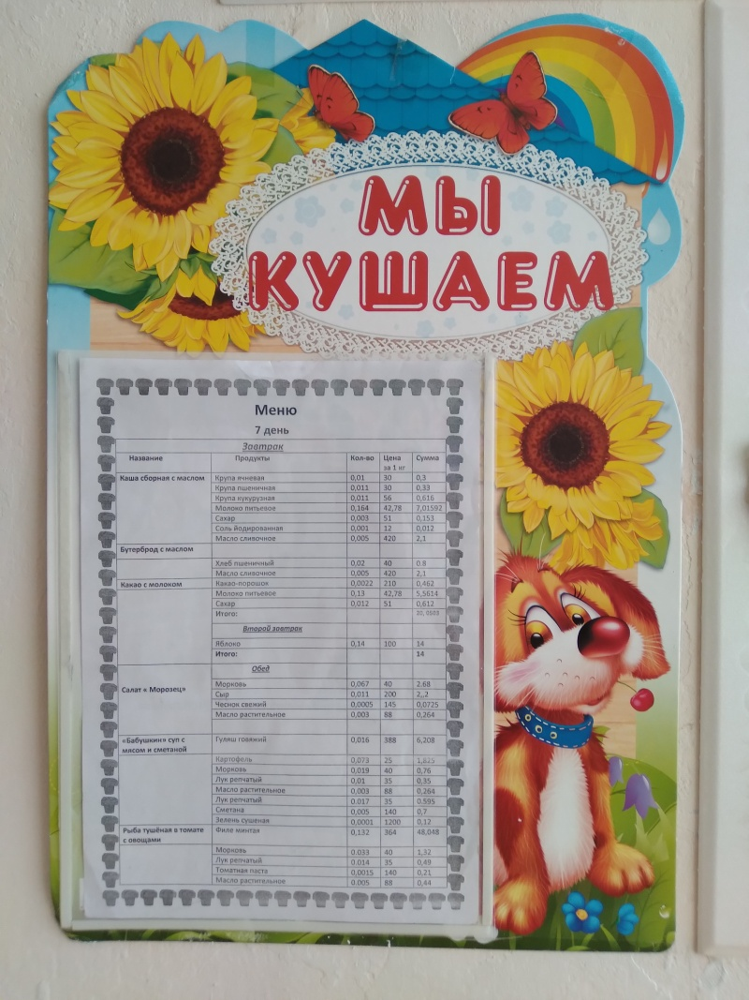 МЫ
КУШАЕМ
Меню
7 день
Завтрак
Название Продукты Кол-во Цена за 1 кг Сумма
Каша сборная с маслом Крупа ячневая 0,01 30 0,3
Крупа пшеничная 0,011 30 0,33
Крупа кукурузная 0,011 56 0,616
Молоко питьевое 0,164 42,78 7,01592
Сахар 0,003 51 0,153
Соль йодированная 0,001 12 0,012
Масло сливочное 0,005 420 2,1
Бутерброд с маслом
Хлеб пшеничный 0,02 40 0.8
Масло сливочное 0,005 420 2,1
Какао с молоком Какао-порошок 0,0022 210 0,462
Молоко питьевое 0,13 42,78 5,5614
Сахар 0,012 51 0,612
Итого:
Второй завтрак
Яблоко 0,14 100 14
Итого: 14
Обед
Салат « Морозец» Морковь 0,067 40 2.68
Сыр 0,011 200 2,,2
Чеснок свежий 0,0005 145 0,0725
Масло растительное 0,003 88 0,264
«Бабушкин» суп с Гуляш говяжий 0,016 388 6,208
мясом и сметаной
Картофель 0,073 25 1,825
Морковь 0,019 40 0,76
Лук репчатый 0,01 35 0,35
Масло растительное 0,003 88 0,264
Лук репчатый 0.017 35 0.595
Сметана 0,005 140 0,7
Зелень сушеная 0,0001 1200 0,12
Рыба тушёная в томате Филе минтая 0,132 364 48,048
с овощами
Морковь 0.033 40 1,32
Лук репчатый 0.014 35 0,49
Томатная паста 0,0015 140 0,21
Масло растительное 0.005 88 0,44